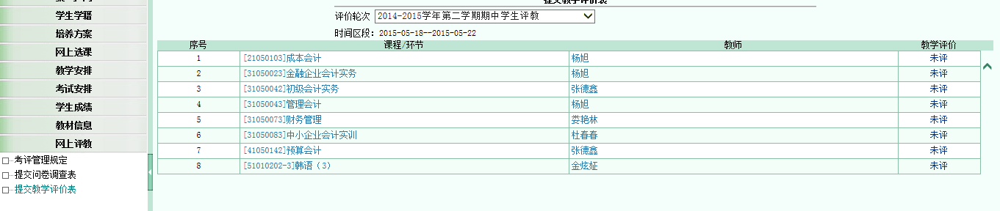 学生学籍
培养方案
网上选课
教学安排
考试安排
学生成绩
教材信息
网上评教
考评管理规定
提交问卷调查表
提交教学评价表
提交教学评价表
评价轮次 2014-2015学年第二学期期中学生评教
时间区段：2015-05-18--2015-05-22
序号 课程/环节 教师 教学评价
1 [21050103]成本会计 杨旭 未评
2 [31050023]金融企业会计实务 杨旭 未评
3 [31050042]初级会计实务 张德鑫 未评
4 [31050043]管理会计 杨旭 未评
5 [31050073]财务管理 娄艳林 未评
6 [31050083]中小企业会计实训 杜春春 未评
7 [41050142]预算会计 张德鑫 未评
8 [51010202-3]韩语（3） 金炫姃 未评